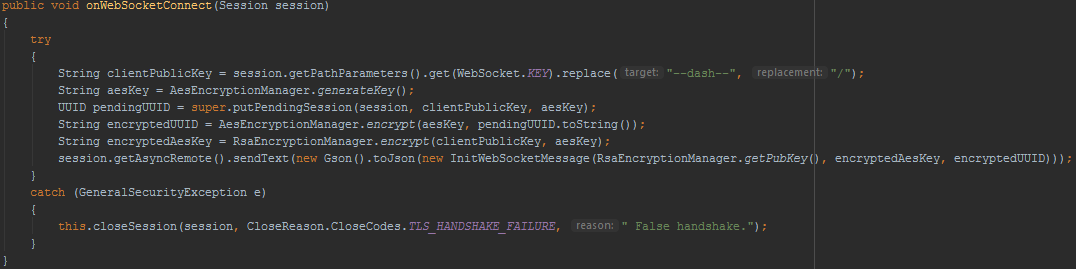 public void onWebSocketConnect(Session session)
{
    try
    {
        String clientPublicKey = session.getPathParameters().get(WebSocket.KEY).replace( target: "--dash--", replacement: "/");
        String aesKey = AesEncryptionManager.generateKey();
        UUID pendingUUID = super.putPendingSession(session, clientPublicKey, aesKey);
        String encryptedUUID = AesEncryptionManager.encrypt(aesKey, pendingUUID.toString());
        String encryptedAesKey = RsaEncryptionManager.encrypt(clientPublicKey, aesKey);
        session.getAsyncRemote().sendText(new Gson().toJson(new InitWebSocketMessage(RsaEncryptionManager.getPubKey(), encryptedAesKey, encryptedUUID)));
    }
    catch (GeneralSecurityException e)
    {
        this.closeSession(session, CloseReason.CloseCodes.TLS_HANDSHAKE_FAILURE, reason: " False handshake.");
    }
}